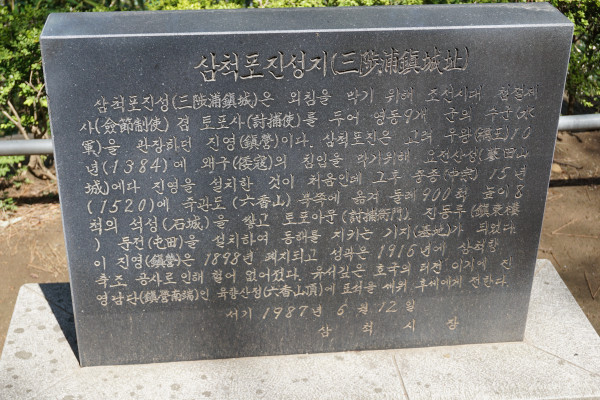 삼척포진성지(三陟浦鎭城址)
삼척포진성(三陟浦鎭城)은 외침을 막기 위해 조선시대 첨절제
사(僉節制使) 겸 토포사(討捕使)를 두어 영동9개 군의 수군(水
軍)을 관장하던 진영(鎭營)이다. 삼척포진은 고려 우왕(禑王)10
년(1384)에 왜구(倭寇)의 침입을 막기위해 요전산성(蓼田山
城)에다 진영을 설치한 것이 처음인데 그후 중종(中宗) 15년
(1520)에 죽관도 (六香山) 북쪽에 옮겨 둘레900척 높이8
척의 석성(石城)을 쌓고 토포아문(討捕衙門), 진동루(鎭東樓
) 둔전(屯田)을 설치하여 동해를 지키는 기지(基地)가 되었다.
이 진영(鎭營)은 1898년 폐지되고 성곽은 1916년에 삼척항
축조 공사로인해 헐어 없어졌다. 유서깊은 호국의 터전 이기에 진
영남단(鎭營南端)인 육향산정(六香山頂)에 표석을 세워 후세에게 전한다.
서기 1987년 6월 12일
삼척시장